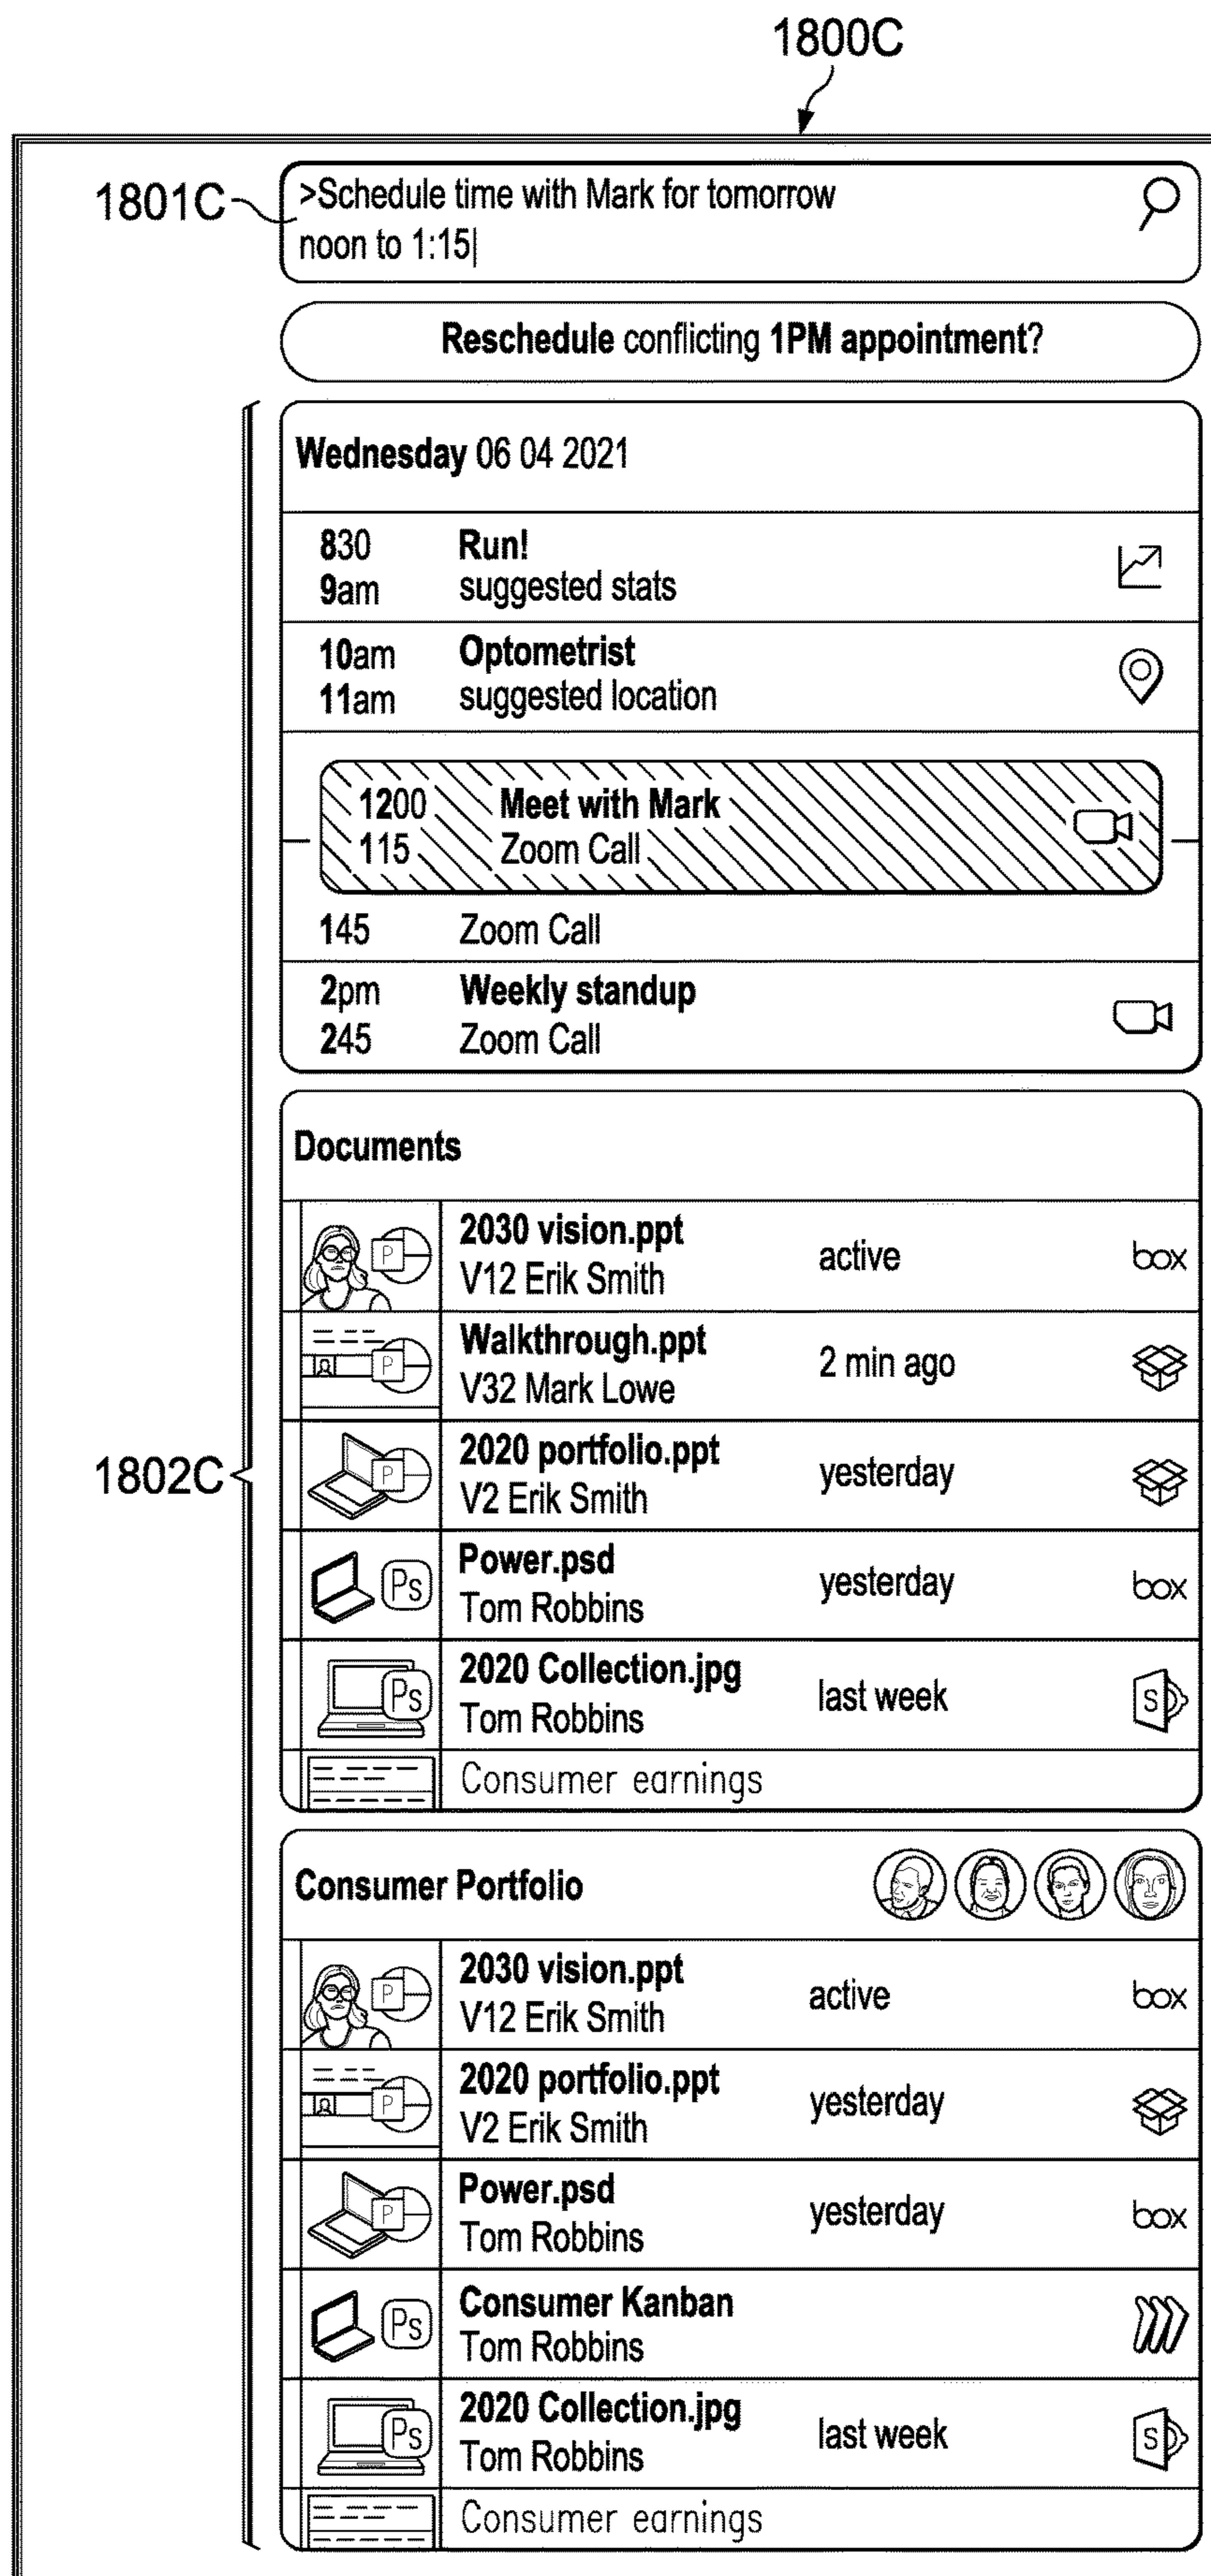 1800C
1801C
>Schedule time with Mark for tomorrow
noon to 1:15|
Reschedule conflicting 1PM appointment?
Wednesday 06 04 2021
830 Run!
9am suggested stats
10am Optometrist
11am suggested location
1200 Meet with Mark
115 Zoom Call
145 Zoom Call
2pm Weekly standup
245 Zoom Call
1802C
Documents
2030 vision.ppt
P active box
V12 Erik Smith
Walkthrough.ppt
P 2 min ago
V32 Mark Lowe
2020 portfolio.ppt
P yesterday
V2 Erik Smith
Power.psd
Ps yesterday box
Tom Robbins
2020 Collection.jpg
Ps last week S
Tom Robbins
Consumer earnings
Consumer Portfolio
2030 vision.ppt
P active box
V12 Erik Smith
2020 portfolio.ppt
P yesterday
V2 Erik Smith
Power.psd
P yesterday box
Tom Robbins
Consumer Kanban
Ps
Tom Robbins
2020 Collection.jpg
Ps last week S
Tom Robbins
Consumer earnings